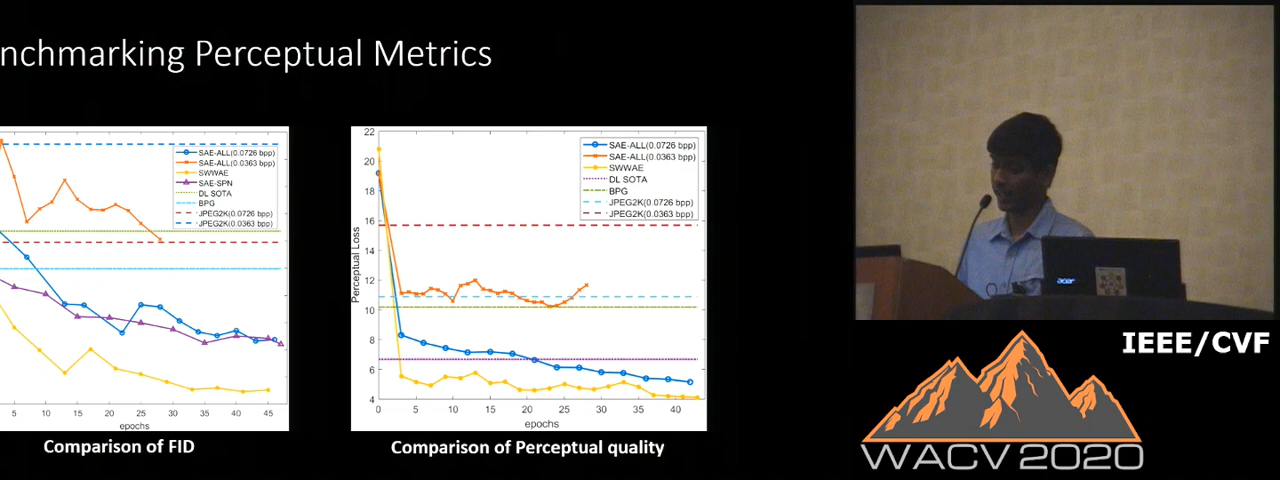 nchmarking Perceptual Metrics
SAE-ALL(0.0726 bpp)
SAE-ALL(0.0363 bpp)
SWWAE
SAE-SPN
DL SOTA
BPG
JPEG2K(0.0726 bpp)
JPEG2K(0.0363 bpp)
5 10 15 20 25 30 35 40 45
epochs
Comparison of FID
22
20
18
16
14
12
10
8
6
4
Perceptual Loss
SAE-ALL(0.0726 bpp)
SAE-ALL(0.0363 bpp)
SWWAE
DL SOTA
BPG
JPEG2K(0.0726 bpp)
JPEG2K(0.0363 bpp)
0 5 10 15 20 25 30 35 40
epochs
Comparison of Perceptual quality
acer
IEEE/CVF
WACV 2020